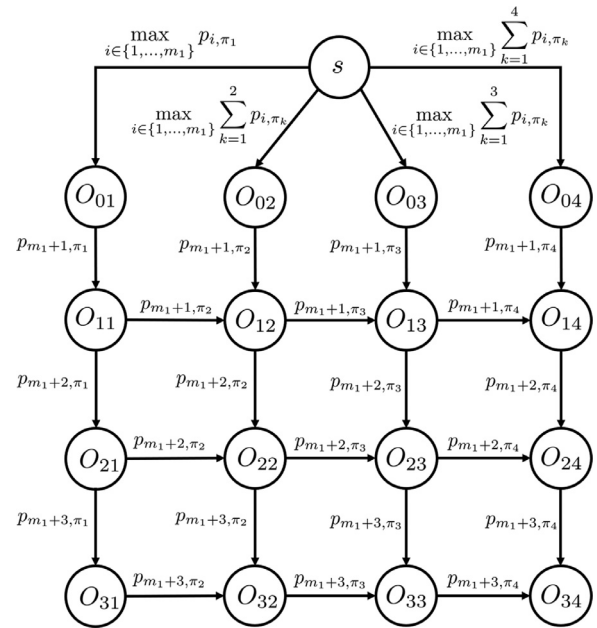 max_{i∈{1,...,m_1}} p_{i,π_1}
max_{i∈{1,...,m_1}} ∑_{k=1}^{4} p_{i,π_k}
s
max_{i∈{1,...,m_1}} ∑_{k=1}^{2} p_{i,π_k}
max_{i∈{1,...,m_1}} ∑_{k=1}^{3} p_{i,π_k}
O_{01} O_{02} O_{03} O_{04}
p_{m_1+1,π_1} p_{m_1+1,π_2} p_{m_1+1,π_3} p_{m_1+1,π_4}
p_{m_1+1,π_2} p_{m_1+1,π_3} p_{m_1+1,π_4}
O_{11} O_{12} O_{13} O_{14}
p_{m_1+2,π_1} p_{m_1+2,π_2} p_{m_1+2,π_3} p_{m_1+2,π_4}
p_{m_1+2,π_2} p_{m_1+2,π_3} p_{m_1+2,π_4}
O_{21} O_{22} O_{23} O_{24}
p_{m_1+3,π_1} p_{m_1+3,π_2} p_{m_1+3,π_3} p_{m_1+3,π_4}
p_{m_1+3,π_2} p_{m_1+3,π_3} p_{m_1+3,π_4}
O_{31} O_{32} O_{33} O_{34}